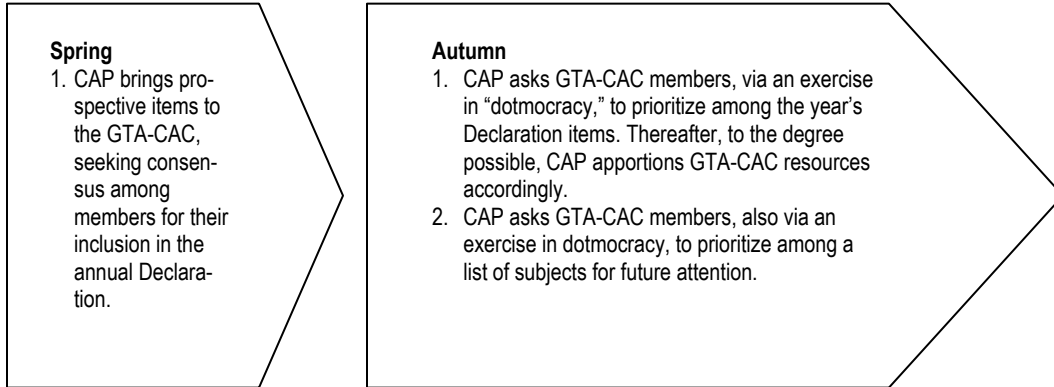 Spring
1. CAP brings pro-
spective items to
the GTA-CAC,
seeking consen-
sus among
members for their
inclusion in the
annual Declara-
tion.
Autumn
1. CAP asks GTA-CAC members, via an exercise
in “dotmocracy,” to prioritize among the year’s
Declaration items. Thereafter, to the degree
possible, CAP apportions GTA-CAC resources
accordingly.
2. CAP asks GTA-CAC members, also via an
exercise in dotmocracy, to prioritize among a
list of subjects for future attention.